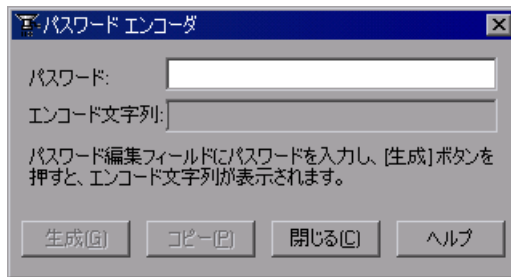 パスワード エンコーダ
パスワード:
エンコード文字列:
パスワード編集フィールドにパスワードを入力し、[生成]ボタンを
押すと、エンコード文字列が表示されます。
生成(G) コピー(P) 閉じる(C) ヘルプ